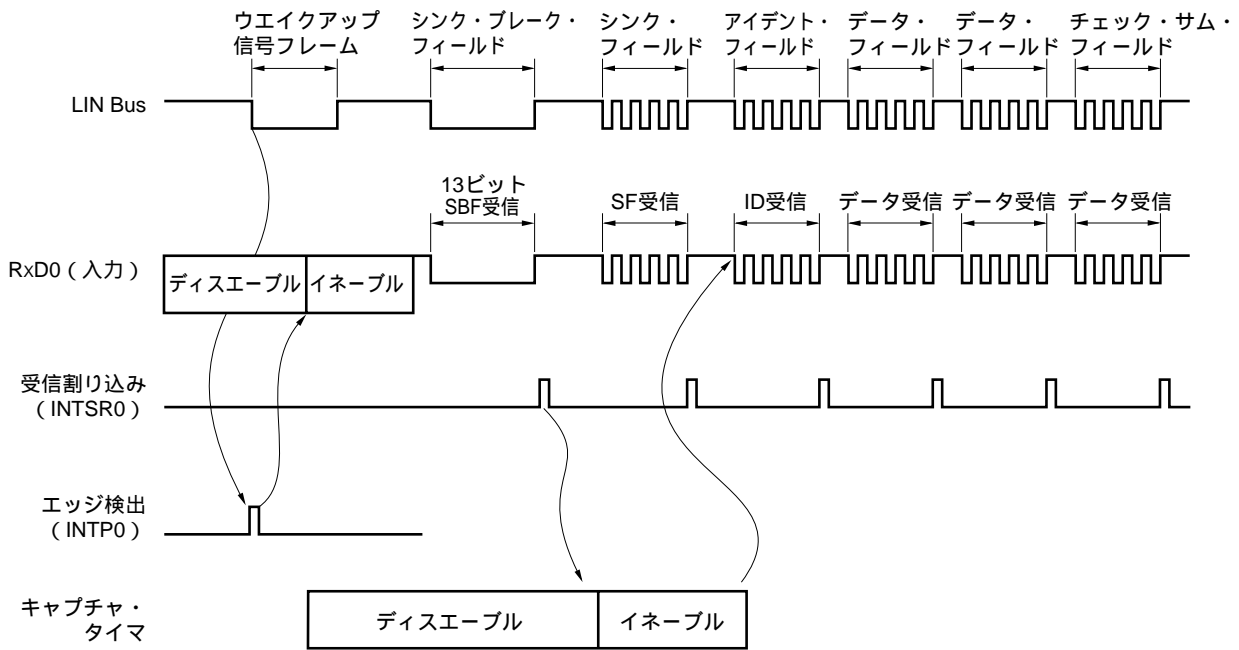 ウエイクアップ
信号フレーム
シンク・ブレーク・
フィールド
シンク・
フィールド
アイデント・
フィールド
データ・
フィールド
データ・
フィールド
チェック・サム・
フィールド
LIN Bus
13ビット
SBF受信
SF受信
ID受信
データ受信
データ受信
データ受信
RxD0（入力）
ディスエーブル
イネーブル
受信割り込み
（INTSR0）
エッジ検出
（INTP0）
キャプチャ・
タイマ
ディスエーブル
イネーブル